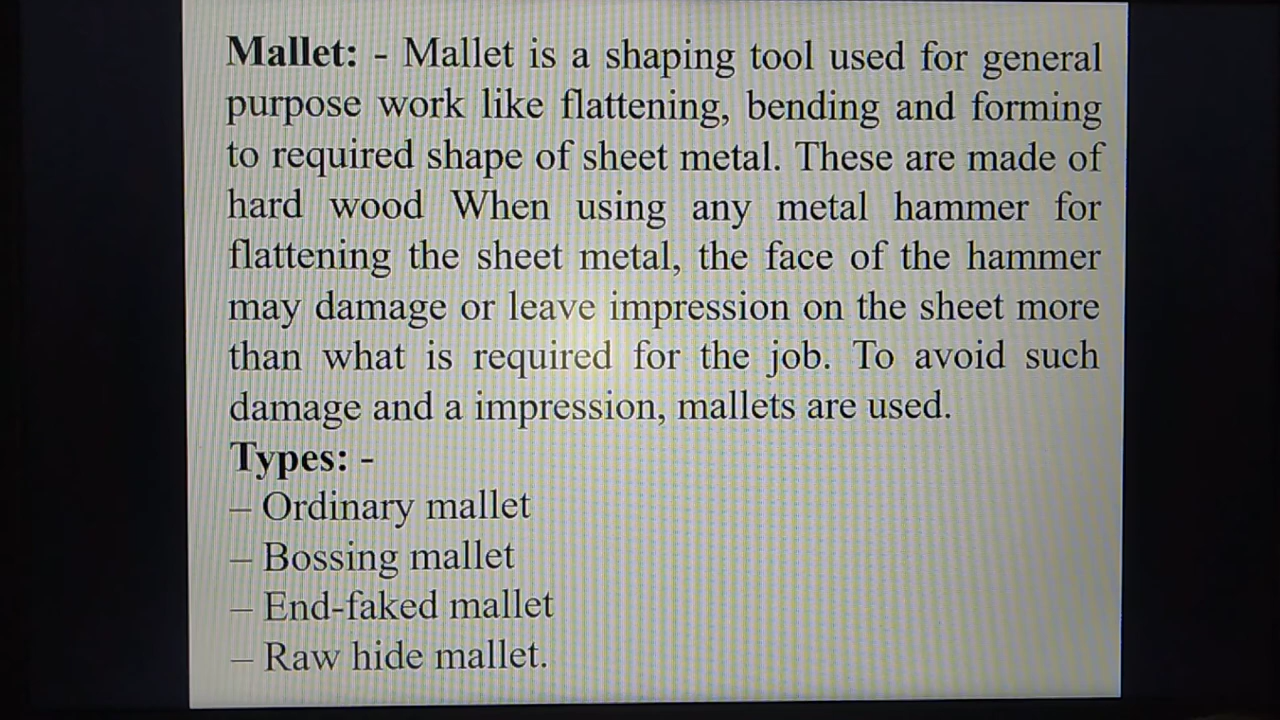 Mallet: - Mallet is a shaping tool used for general
purpose work like flattening, bending and forming
to required shape of sheet metal. These are made of
hard wood When using any metal hammer for
flattening the sheet metal, the face of the hammer
may damage or leave impression on the sheet more
than what is required for the job. To avoid such
damage and a impression, mallets are used.
Types: -
– Ordinary mallet
– Bossing mallet
– End-faked mallet
– Raw hide mallet.